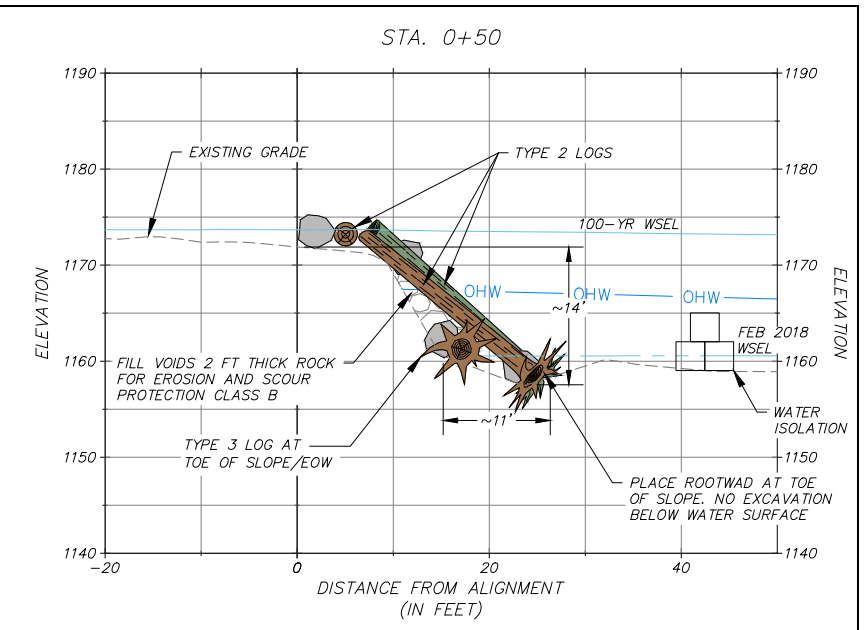 STA. 0+50
1190
1190
EXISTING GRADE
TYPE 2 LOGS
1180
1180
100-YR WSEL
1170
1170
ELEVATION
ELEVATION
OHW
OHW
OHW
~14'
FEB 2018
WSEL
1160
1160
FILL VOIDS 2 FT THICK ROCK
FOR EROSION AND SCOUR
PROTECTION CLASS B
WATER
ISOLATION
~11'
TYPE 3 LOG AT
TOE OF SLOPE/EOW
1150
1150
PLACE ROOTWAD AT TOE
OF SLOPE. NO EXCAVATION
BELOW WATER SURFACE
1140
1140
-20
0
20
40
DISTANCE FROM ALIGNMENT
(IN FEET)